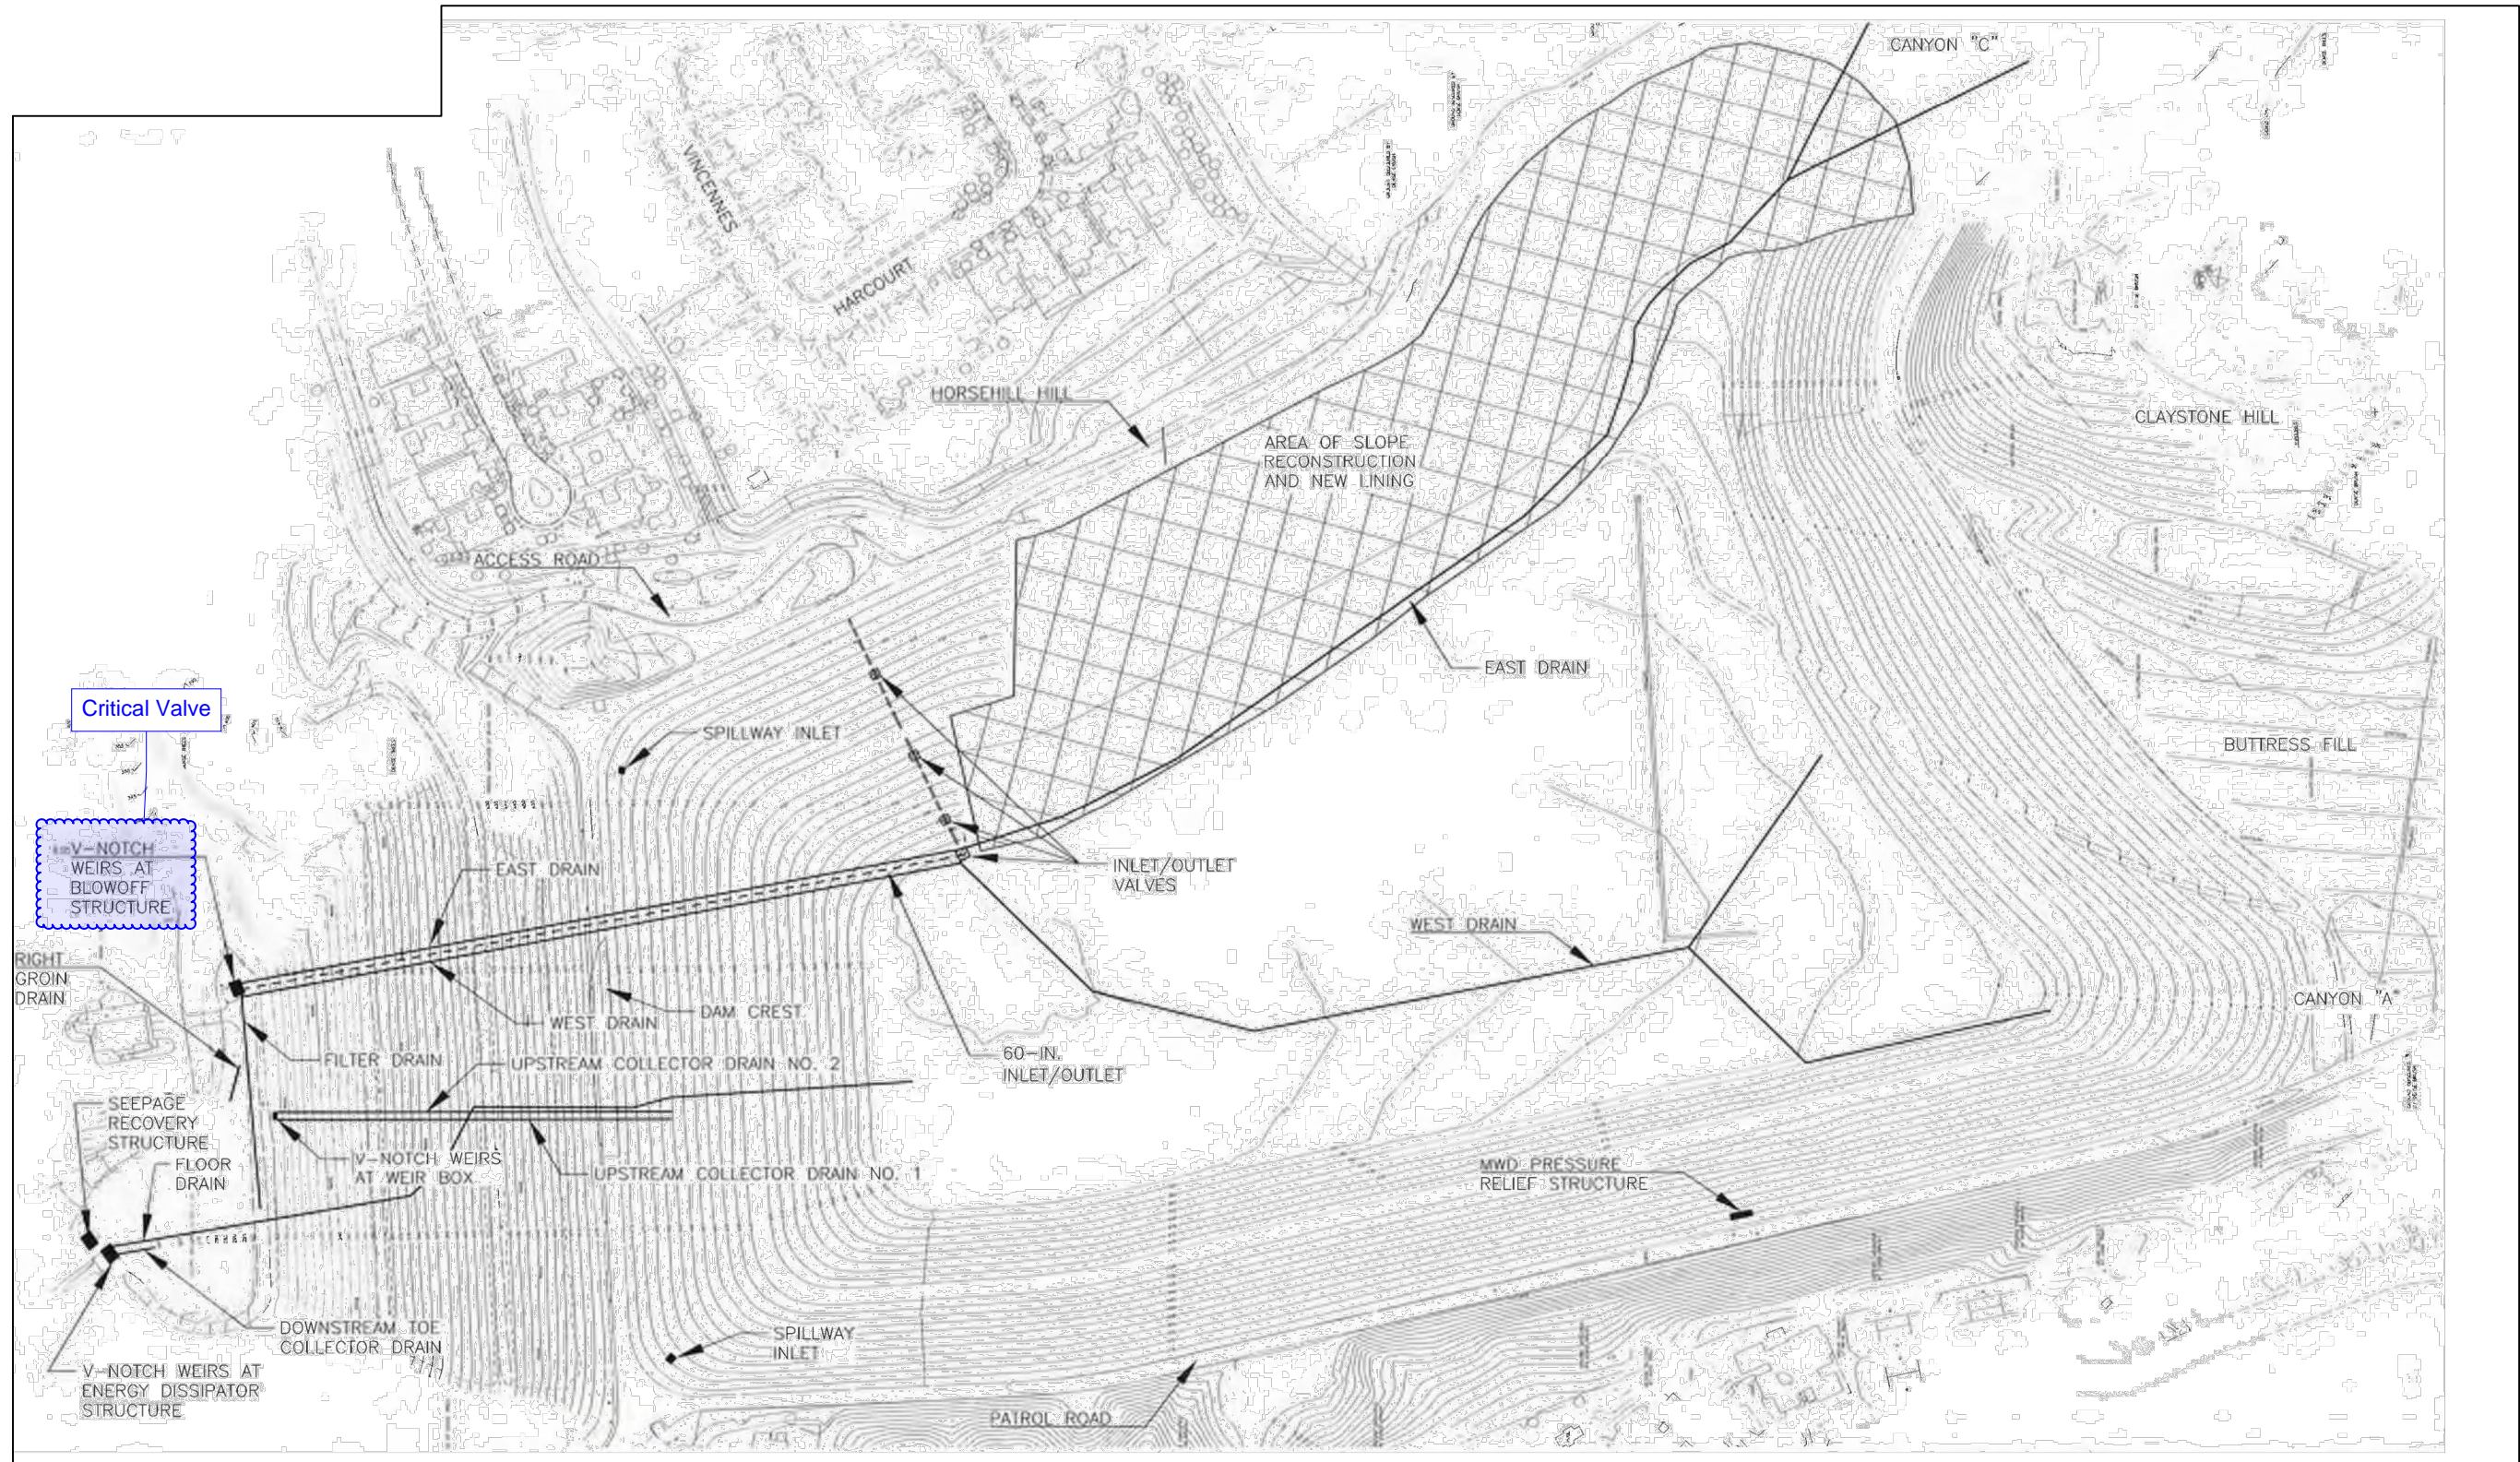 CANYON "C"
VINCENNES
HARCOURT
HORSEHILL HILL
CLAYSTONE HILL
AREA OF SLOPE
RECONSTRUCTION
AND NEW LINING
ACCESS ROAD
EAST DRAIN
Critical Valve
SPILLWAY INLET
BUTTRESS FILL
V-NOTCH
WEIRS AT
BLOWOFF
STRUCTURE
EAST DRAIN
INLET/OUTLET
VALVES
WEST DRAIN
RIGHT
GROIN
DRAIN
CANYON "A"
DAM CREST
WEST DRAIN
FILTER DRAIN
UPSTREAM COLLECTOR DRAIN NO. 2
60-IN.
INLET/OUTLET
SEEPAGE
RECOVERY
STRUCTURE
FLOOR
DRAIN
V-NOTCH WEIRS
AT WEIR BOX
UPSTREAM COLLECTOR DRAIN NO. 1
MWD PRESSURE
RELIEF STRUCTURE
DOWNSTREAM TOE
COLLECTOR DRAIN
SPILLWAY
INLET
V-NOTCH WEIRS AT
ENERGY DISSIPATOR
STRUCTURE
PATROL ROAD